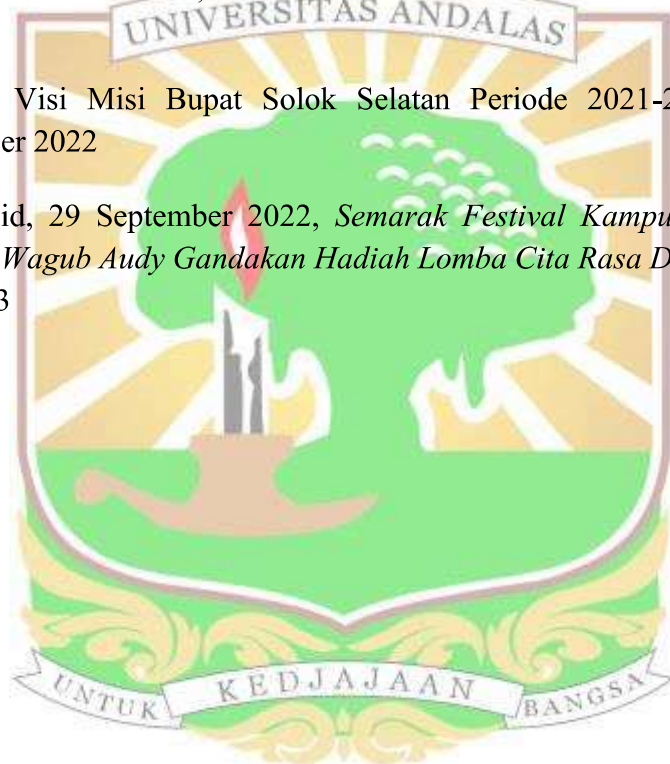 UNIVERSITAS ANDALAS
Visi Misi Bupat Solok Selatan Periode 2021-2
er 2022
id, 29 September 2022, Semarak Festival Kampu
Wagub Audy Gandakan Hadiah Lomba Cita Rasa D
3
UNTUK KEDJAJAAN BANGSA